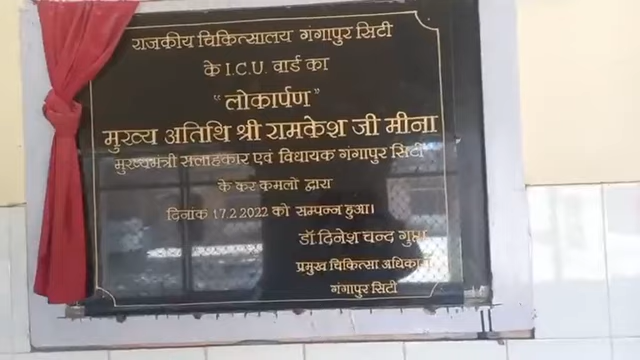 राजकीय चिकित्सालय गंगापुर सिटी
के I.C.U. वार्ड का
"लोकार्पण"
मुख्य अतिथि श्री रामकेश जी मीना
मुख्यमंत्री सलाहकार एवं विधायक गंगापुर सिटी
के कर कमलों द्वारा
दिनांक 17.2.2022 को सम्पन्न हुआ।
डॉ. दिनेश चन्द गुप्ता
प्रमुख चिकित्सा अधिकारी
गंगापुर सिटी